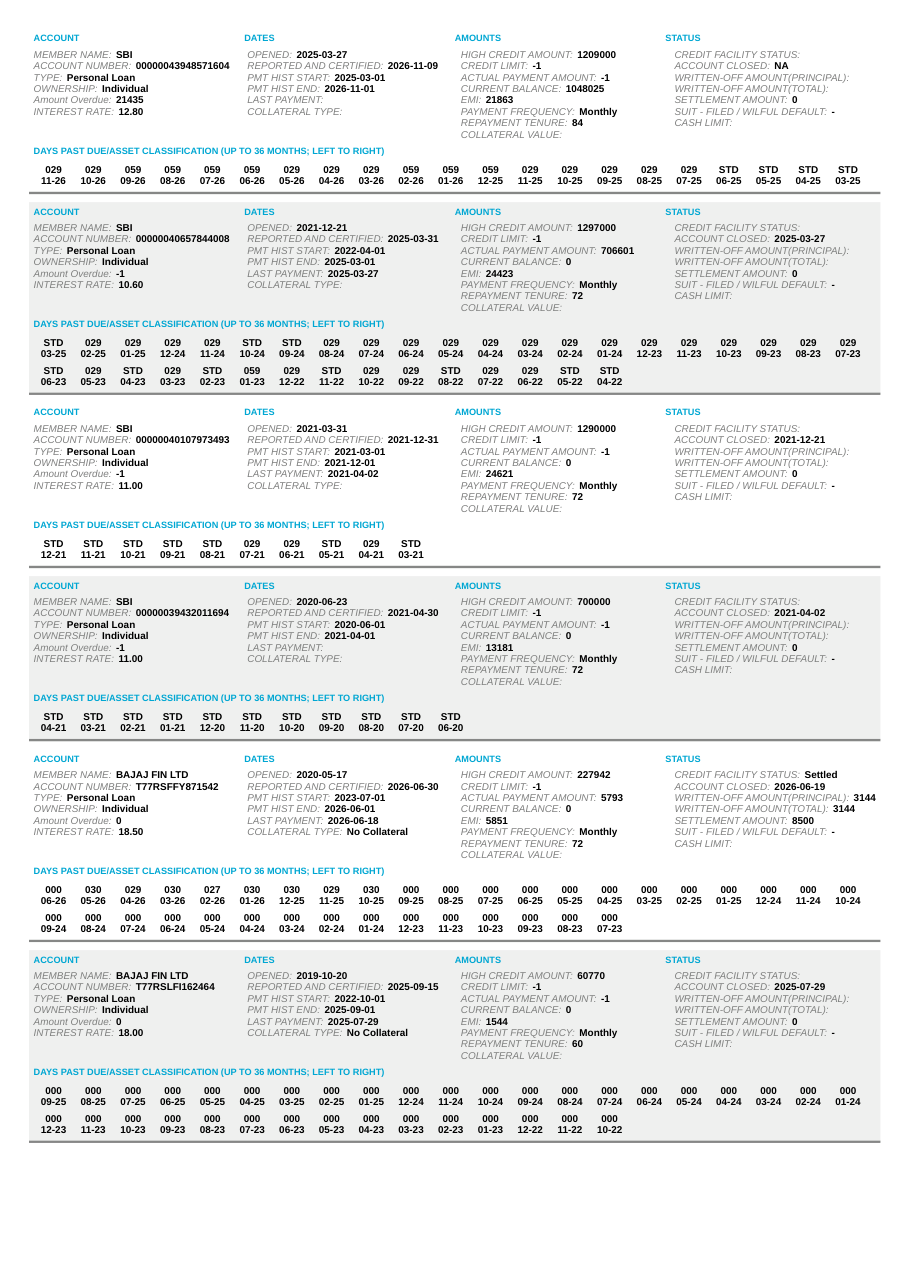 ACCOUNT DATES AMOUNTS STATUS
MEMBER NAME: SBI OPENED: 2025-03-27 HIGH CREDIT AMOUNT: 1209000 CREDIT FACILITY STATUS:
ACCOUNT NUMBER: 00000043948571604 REPORTED AND CERTIFIED: 2026-11-09 CREDIT LIMIT: -1 ACCOUNT CLOSED: NA
TYPE: Personal Loan PMT HIST START: 2025-03-01 ACTUAL PAYMENT AMOUNT: -1 WRITTEN-OFF AMOUNT(PRINCIPAL):
OWNERSHIP: Individual PMT HIST END: 2026-11-01 CURRENT BALANCE: 1048025 WRITTEN-OFF AMOUNT(TOTAL):
Amount Overdue: 21435 LAST PAYMENT: EMI: 21863 SETTLEMENT AMOUNT: 0
INTEREST RATE: 12.80 COLLATERAL TYPE: PAYMENT FREQUENCY: Monthly SUIT - FILED / WILFUL DEFAULT: -
REPAYMENT TENURE: 84 CASH LIMIT:
COLLATERAL VALUE:
DAYS PAST DUE/ASSET CLASSIFICATION (UP TO 36 MONTHS; LEFT TO RIGHT)
029 029 059 059 059 059 029 029 029 059 059 059 029 029 029 029 029 STD STD STD STD
11-26 10-26 09-26 08-26 07-26 06-26 05-26 04-26 03-26 02-26 01-26 12-25 11-25 10-25 09-25 08-25 07-25 06-25 05-25 04-25 03-25
ACCOUNT DATES AMOUNTS STATUS
MEMBER NAME: SBI OPENED: 2021-12-21 HIGH CREDIT AMOUNT: 1297000 CREDIT FACILITY STATUS:
ACCOUNT NUMBER: 00000040657844008 REPORTED AND CERTIFIED: 2025-03-31 CREDIT LIMIT: -1 ACCOUNT CLOSED: 2025-03-27
TYPE: Personal Loan PMT HIST START: 2022-04-01 ACTUAL PAYMENT AMOUNT: 706601 WRITTEN-OFF AMOUNT(PRINCIPAL):
OWNERSHIP: Individual PMT HIST END: 2025-03-01 CURRENT BALANCE: 0 WRITTEN-OFF AMOUNT(TOTAL):
Amount Overdue: -1 LAST PAYMENT: 2025-03-27 EMI: 24423 SETTLEMENT AMOUNT: 0
INTEREST RATE: 10.60 COLLATERAL TYPE: PAYMENT FREQUENCY: Monthly SUIT - FILED / WILFUL DEFAULT: -
REPAYMENT TENURE: 72 CASH LIMIT:
COLLATERAL VALUE:
DAYS PAST DUE/ASSET CLASSIFICATION (UP TO 36 MONTHS; LEFT TO RIGHT)
STD 029 029 029 029 STD STD 029 029 029 029 029 029 029 029 029 029 029 029 029 029
03-25 02-25 01-25 12-24 11-24 10-24 09-24 08-24 07-24 06-24 05-24 04-24 03-24 02-24 01-24 12-23 11-23 10-23 09-23 08-23 07-23
STD 029 STD 029 STD 059 029 STD 029 029 STD 029 029 STD STD
06-23 05-23 04-23 03-23 02-23 01-23 12-22 11-22 10-22 09-22 08-22 07-22 06-22 05-22 04-22
ACCOUNT DATES AMOUNTS STATUS
MEMBER NAME: SBI OPENED: 2021-03-31 HIGH CREDIT AMOUNT: 1290000 CREDIT FACILITY STATUS:
ACCOUNT NUMBER: 00000040107973493 REPORTED AND CERTIFIED: 2021-12-31 CREDIT LIMIT: -1 ACCOUNT CLOSED: 2021-12-21
TYPE: Personal Loan PMT HIST START: 2021-03-01 ACTUAL PAYMENT AMOUNT: -1 WRITTEN-OFF AMOUNT(PRINCIPAL):
OWNERSHIP: Individual PMT HIST END: 2021-12-01 CURRENT BALANCE: 0 WRITTEN-OFF AMOUNT(TOTAL):
Amount Overdue: -1 LAST PAYMENT: 2021-04-02 EMI: 24621 SETTLEMENT AMOUNT: 0
INTEREST RATE: 11.00 COLLATERAL TYPE: PAYMENT FREQUENCY: Monthly SUIT - FILED / WILFUL DEFAULT: -
REPAYMENT TENURE: 72 CASH LIMIT:
COLLATERAL VALUE:
DAYS PAST DUE/ASSET CLASSIFICATION (UP TO 36 MONTHS; LEFT TO RIGHT)
STD STD STD STD STD 029 029 STD 029 STD
12-21 11-21 10-21 09-21 08-21 07-21 06-21 05-21 04-21 03-21
ACCOUNT DATES AMOUNTS STATUS
MEMBER NAME: SBI OPENED: 2020-06-23 HIGH CREDIT AMOUNT: 700000 CREDIT FACILITY STATUS:
ACCOUNT NUMBER: 00000039432011694 REPORTED AND CERTIFIED: 2021-04-30 CREDIT LIMIT: -1 ACCOUNT CLOSED: 2021-04-02
TYPE: Personal Loan PMT HIST START: 2020-06-01 ACTUAL PAYMENT AMOUNT: -1 WRITTEN-OFF AMOUNT(PRINCIPAL):
OWNERSHIP: Individual PMT HIST END: 2021-04-01 CURRENT BALANCE: 0 WRITTEN-OFF AMOUNT(TOTAL):
Amount Overdue: -1 LAST PAYMENT: EMI: 13181 SETTLEMENT AMOUNT: 0
INTEREST RATE: 11.00 COLLATERAL TYPE: PAYMENT FREQUENCY: Monthly SUIT - FILED / WILFUL DEFAULT: -
REPAYMENT TENURE: 72 CASH LIMIT:
COLLATERAL VALUE:
DAYS PAST DUE/ASSET CLASSIFICATION (UP TO 36 MONTHS; LEFT TO RIGHT)
STD STD STD STD STD STD STD STD STD STD STD
04-21 03-21 02-21 01-21 12-20 11-20 10-20 09-20 08-20 07-20 06-20
ACCOUNT DATES AMOUNTS STATUS
MEMBER NAME: BAJAJ FIN LTD OPENED: 2020-05-17 HIGH CREDIT AMOUNT: 227942 CREDIT FACILITY STATUS: Settled
ACCOUNT NUMBER: T77RSFFY871542 REPORTED AND CERTIFIED: 2026-06-30 CREDIT LIMIT: -1 ACCOUNT CLOSED: 2026-06-19
TYPE: Personal Loan PMT HIST START: 2023-07-01 ACTUAL PAYMENT AMOUNT: 5793 WRITTEN-OFF AMOUNT(PRINCIPAL): 3144
OWNERSHIP: Individual PMT HIST END: 2026-06-01 CURRENT BALANCE: 0 WRITTEN-OFF AMOUNT(TOTAL): 3144
Amount Overdue: 0 LAST PAYMENT: 2026-06-18 EMI: 5851 SETTLEMENT AMOUNT: 8500
INTEREST RATE: 18.50 COLLATERAL TYPE: No Collateral PAYMENT FREQUENCY: Monthly SUIT - FILED / WILFUL DEFAULT: -
REPAYMENT TENURE: 72 CASH LIMIT:
COLLATERAL VALUE:
DAYS PAST DUE/ASSET CLASSIFICATION (UP TO 36 MONTHS; LEFT TO RIGHT)
000 030 029 030 027 030 030 029 030 000 000 000 000 000 000 000 000 000 000 000 000
06-26 05-26 04-26 03-26 02-26 01-26 12-25 11-25 10-25 09-25 08-25 07-25 06-25 05-25 04-25 03-25 02-25 01-25 12-24 11-24 10-24
000 000 000 000 000 000 000 000 000 000 000 000 000 000 000
09-24 08-24 07-24 06-24 05-24 04-24 03-24 02-24 01-24 12-23 11-23 10-23 09-23 08-23 07-23
ACCOUNT DATES AMOUNTS STATUS
MEMBER NAME: BAJAJ FIN LTD OPENED: 2019-10-20 HIGH CREDIT AMOUNT: 60770 CREDIT FACILITY STATUS:
ACCOUNT NUMBER: T77RSLFI162464 REPORTED AND CERTIFIED: 2025-09-15 CREDIT LIMIT: -1 ACCOUNT CLOSED: 2025-07-29
TYPE: Personal Loan PMT HIST START: 2022-10-01 ACTUAL PAYMENT AMOUNT: -1 WRITTEN-OFF AMOUNT(PRINCIPAL):
OWNERSHIP: Individual PMT HIST END: 2025-09-01 CURRENT BALANCE: 0 WRITTEN-OFF AMOUNT(TOTAL):
Amount Overdue: 0 LAST PAYMENT: 2025-07-29 EMI: 1544 SETTLEMENT AMOUNT: 0
INTEREST RATE: 18.00 COLLATERAL TYPE: No Collateral PAYMENT FREQUENCY: Monthly SUIT - FILED / WILFUL DEFAULT: -
REPAYMENT TENURE: 60 CASH LIMIT:
COLLATERAL VALUE:
DAYS PAST DUE/ASSET CLASSIFICATION (UP TO 36 MONTHS; LEFT TO RIGHT)
000 000 000 000 000 000 000 000 000 000 000 000 000 000 000 000 000 000 000 000 000
09-25 08-25 07-25 06-25 05-25 04-25 03-25 02-25 01-25 12-24 11-24 10-24 09-24 08-24 07-24 06-24 05-24 04-24 03-24 02-24 01-24
000 000 000 000 000 000 000 000 000 000 000 000 000 000 000
12-23 11-23 10-23 09-23 08-23 07-23 06-23 05-23 04-23 03-23 02-23 01-23 12-22 11-22 10-22